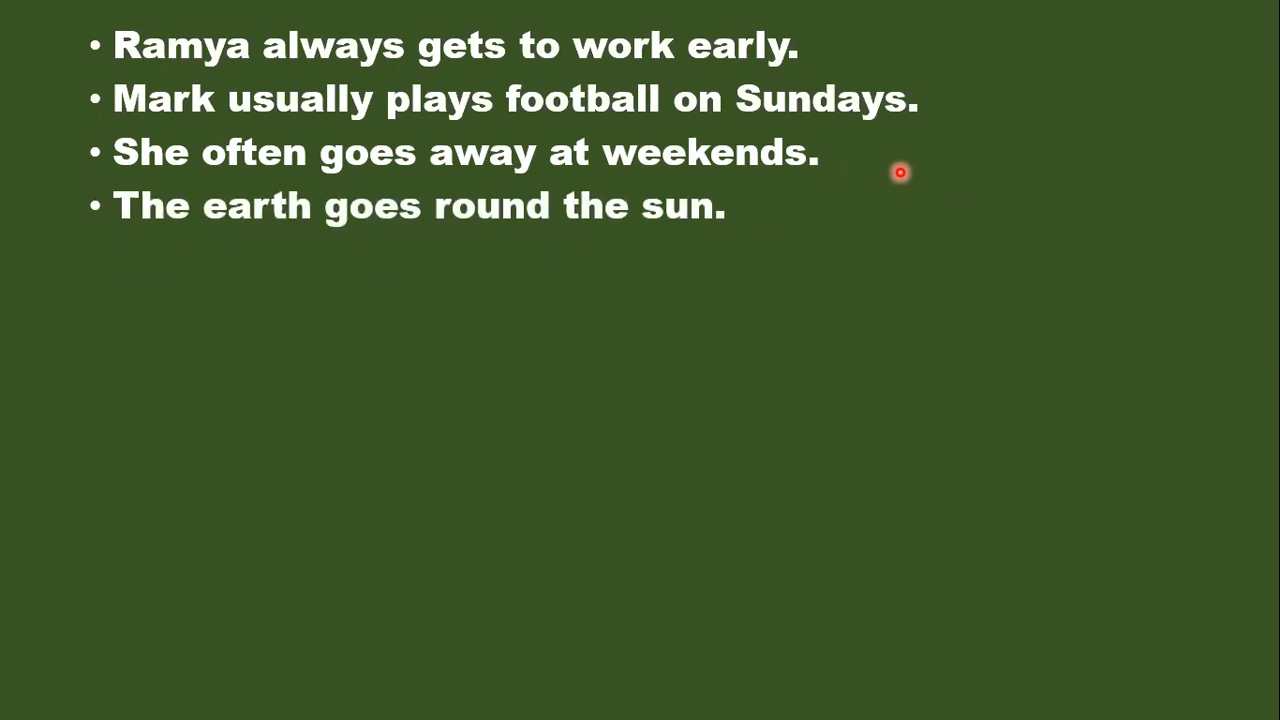 • Ramya always gets to work early.
• Mark usually plays football on Sundays.
• She often goes away at weekends.
• The earth goes round the sun.